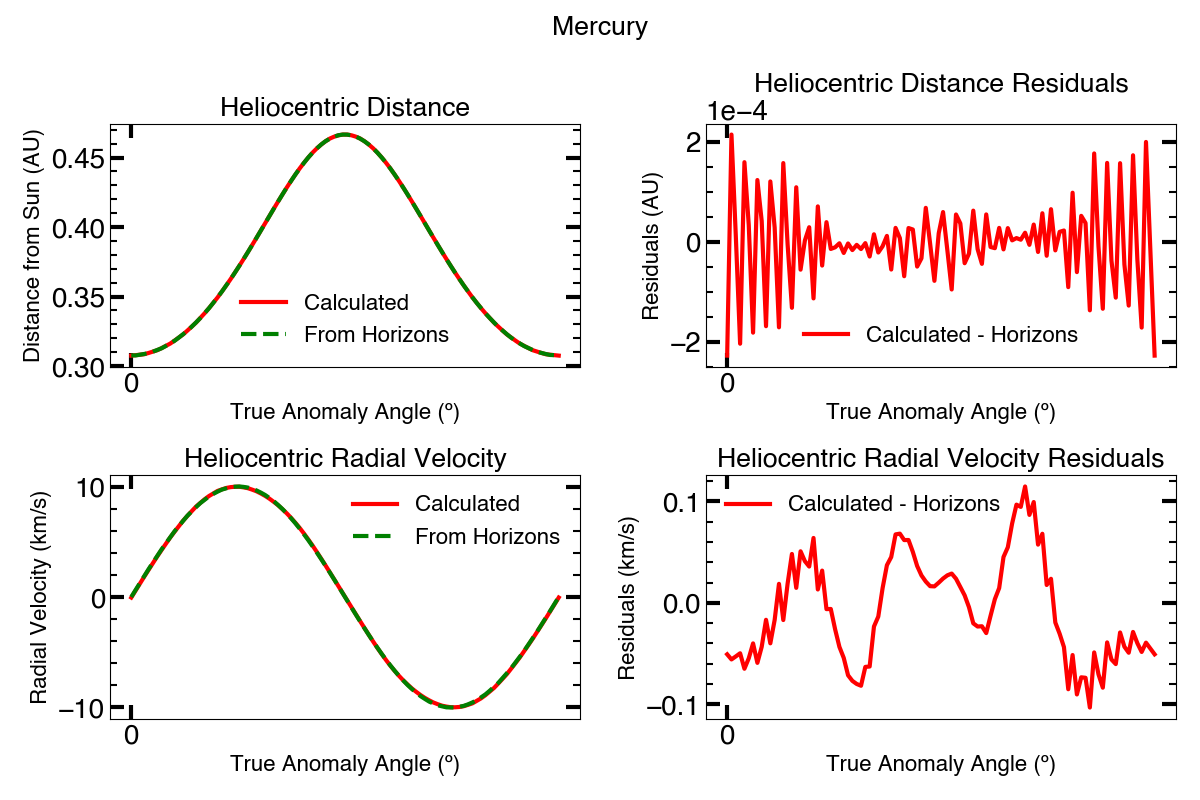 Mercury
Heliocentric Distance
Distance from Sun (AU)
0.45
0.40
0.35
0.30
Calculated
From Horizons
0
True Anomaly Angle (º)
Heliocentric Distance Residuals
1e−4
Residuals (AU)
2
0
−2
Calculated - Horizons
0
True Anomaly Angle (º)
Heliocentric Radial Velocity
Radial Velocity (km/s)
10
0
−10
Calculated
From Horizons
0
True Anomaly Angle (º)
Heliocentric Radial Velocity Residuals
Residuals (km/s)
0.1
0.0
−0.1
Calculated - Horizons
0
True Anomaly Angle (º)